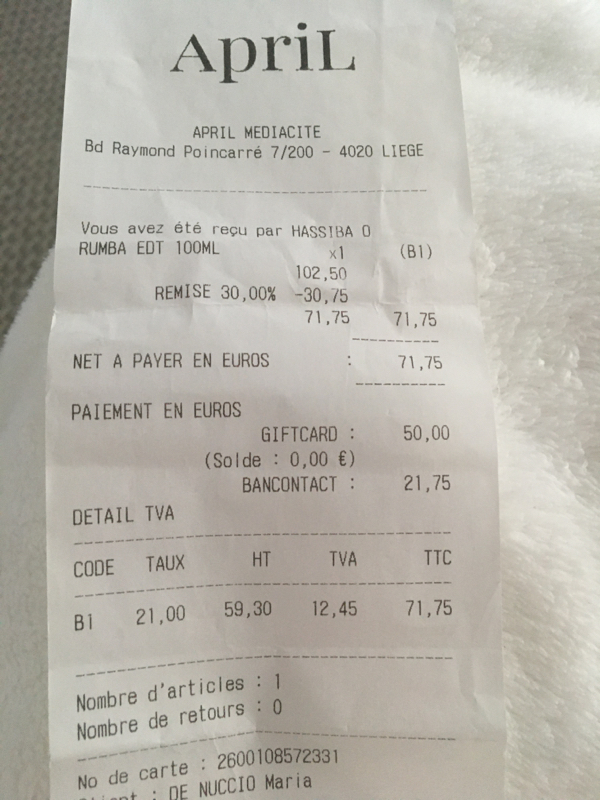 ApriL
APRIL MEDIACITE
Bd Raymond Poincarré 7/200 - 4020 LIEGE
Vous avez été reçu par HASSIBA O
RUMBA EDT 100ML x1 (B1)
102,50
REMISE 30,00% -30,75
71,75 71,75
NET A PAYER EN EUROS : 71,75
PAIEMENT EN EUROS
GIFTCARD : 50,00
(Solde : 0,00 €)
BANCONTACT : 21,75
DETAIL TVA
CODE TAUX HT TVA TTC
B1 21,00 59,30 12,45 71,75
Nombre d'articles : 1
Nombre de retours : 0
No de carte : 2600108572331
: DE NUCCIO Maria